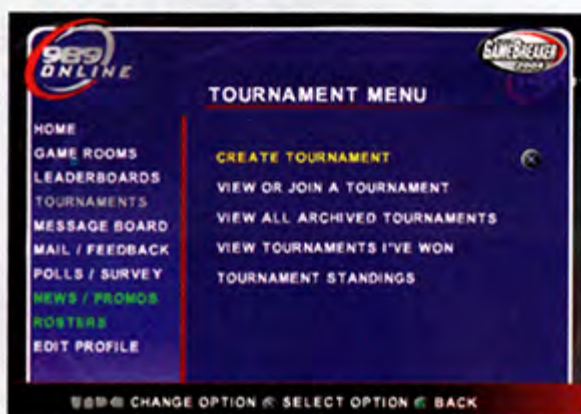 989
ONLINE
GAMEBREAKER
2004
TOURNAMENT MENU
HOME
GAME ROOMS
LEADERBOARDS
TOURNAMENTS
MESSAGE BOARD
MAIL / FEEDBACK
POLLS / SURVEY
NEWS / PROMOS
ROSTERS
EDIT PROFILE
CREATE TOURNAMENT
VIEW OR JOIN A TOURNAMENT
VIEW ALL ARCHIVED TOURNAMENTS
VIEW TOURNAMENTS I'VE WON
TOURNAMENT STANDINGS
CHANGE OPTION SELECT OPTION BACK